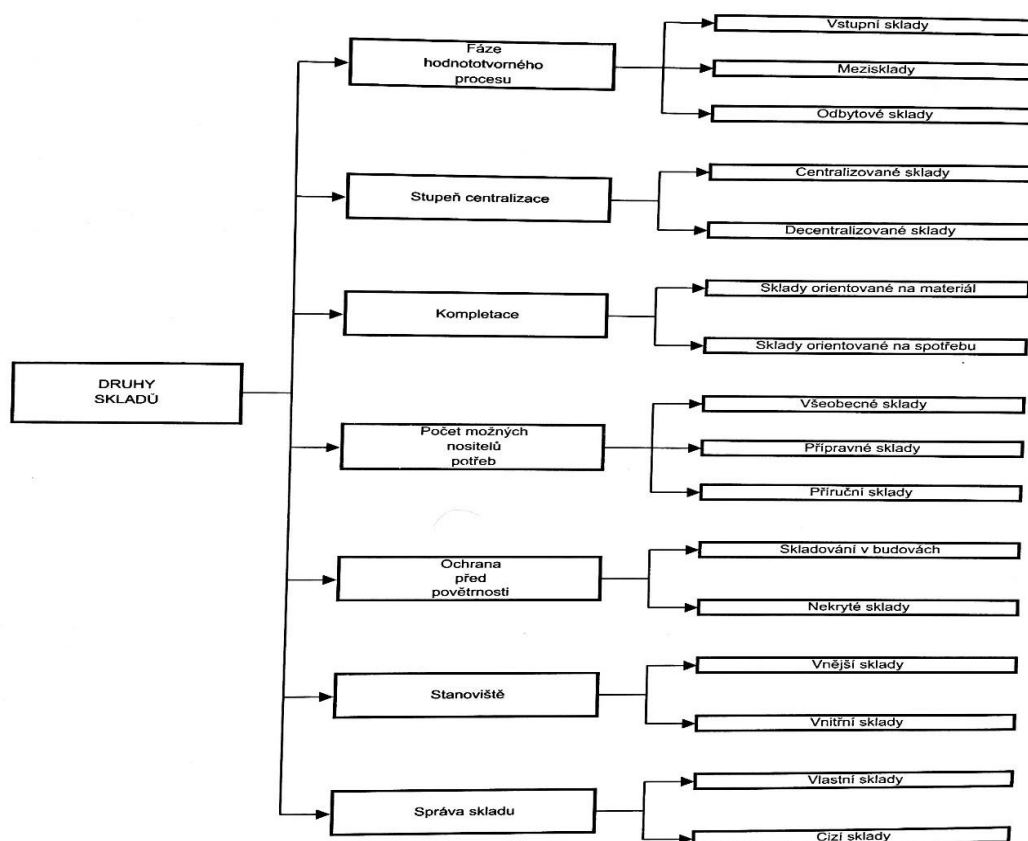 DRUHY
SKLADŮ
Fáze
hodnototvorného
procesu
Vstupní sklady
Mezisklady
Odbytové sklady
Stupeň centralizace
Centralizované sklady
Decentralizované sklady
Kompletace
Sklady orientované na materiál
Sklady orientované na spotřebu
Počet možných
nositelů
potřeb
Všeobecné sklady
Přípravné sklady
Příruční sklady
Ochrana
před
povětrností
Skladování v budovách
Nekryté sklady
Stanoviště
Vnější sklady
Vnitřní sklady
Správa skladu
Vlastní sklady
Cizí sklady